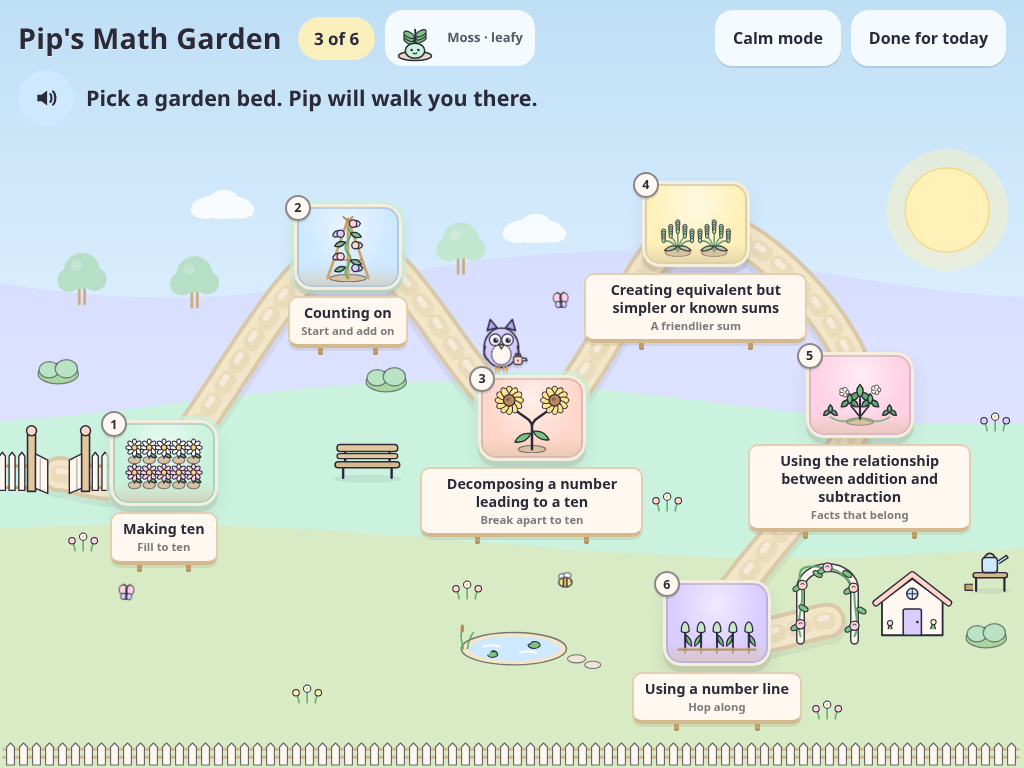 Pip's Math Garden
3 of 6
Moss · leafy
Calm mode
Done for today
Pick a garden bed. Pip will walk you there.
1
Making ten
Fill to ten
2
Counting on
Start and add on
3
Decomposing a number
leading to a ten
Break apart to ten
4
Creating equivalent but
simpler or known sums
A friendlier sum
5
Using the relationship
between addition and
subtraction
Facts that belong
6
Using a number line
Hop along